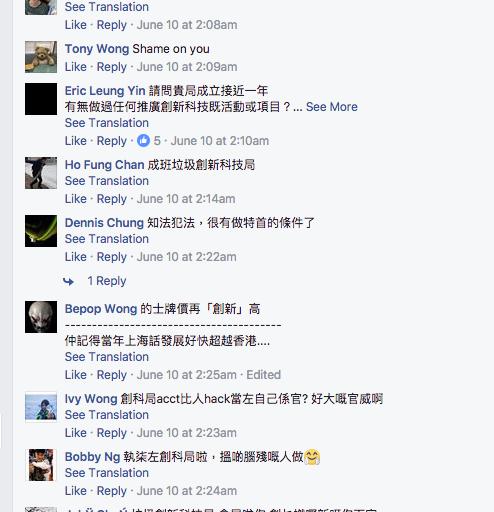 See Translation
Like · Reply · June 10 at 2:08am
Tony Wong Shame on you
Like · Reply · June 10 at 2:09am
Eric Leung Yin 請問貴局成立接近一年
有無做過任何推廣創新科技既活動或項目？... See More
See Translation
Like · Reply · 5 · June 10 at 2:10am
Ho Fung Chan 成班垃圾創新科技局
See Translation
Like · Reply · June 10 at 2:14am
Dennis Chung 知法犯法，很有做特首的條件了
See Translation
Like · Reply · June 10 at 2:22am
1 Reply
Bepop Wong 的士牌價再「創新」高
----------------------------------------
仲記得當年上海話發展好快超越香港....
See Translation
Like · Reply · June 10 at 2:25am · Edited
Ivy Wong 創科局acct比人hack當左自己係官? 好大嘅官威啊
See Translation
Like · Reply · June 10 at 2:23am
Bobby Ng 執柒左創科局啦，搵啲腦殘嘅人做🤗
See Translation
Like · Reply · June 10 at 2:24am